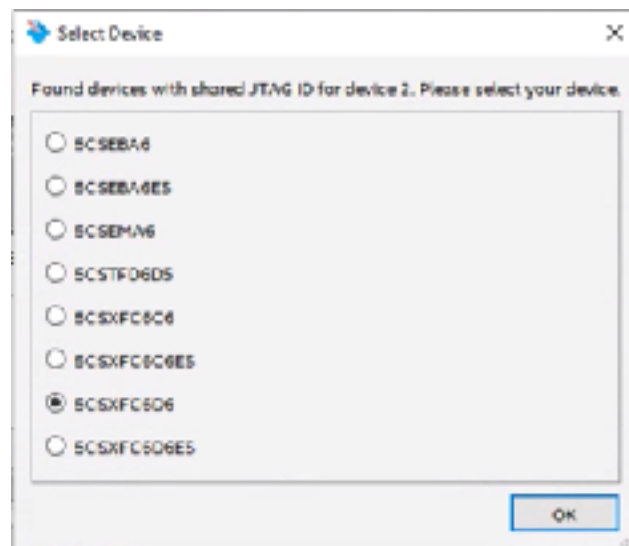 Select Device
Found devices with shared JTAG ID for device 2. Please select your device.
5CSEBA6
5CSEBA6ES
5CSEMA6
5CSTFD6D5
5CSXFC6C6
5CSXFC6C6ES
5CSXFC6D6
5CSXFC6D6ES
OK